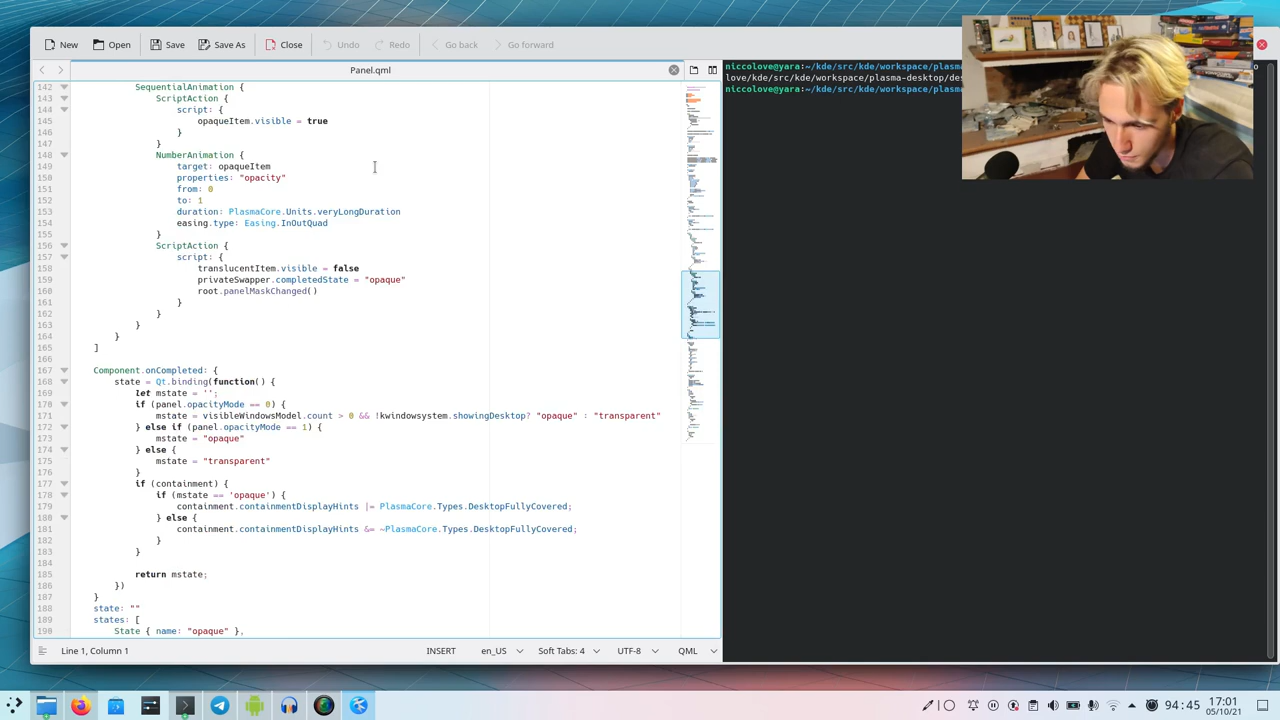 New Open Save Save As Close Undo Redo Go back Go forward
Panel.qml
142 SequentialAnimation {
143 ScriptAction {
144 script: {
145 opaqueItem.visible = true
146 }
147
148 NumberAnimation {
149 target: opaqueItem
150 properties: "opacity"
151 from: 0
152 to: 1
153 duration: PlasmaCore.Units.veryLongDuration
154 easing.type: Easing.InOutQuad
155 }
156 ScriptAction {
157 script: {
158 translucentItem.visible = false
159 privateSwapper.completedState = "opaque"
160 root.panelMaskChanged()
161 }
162
163 }
164 }
165 ]
166
167 Component.onCompleted: {
168 state = Qt.binding(function() {
169 let mstate = '';
170 if (panel.opacityMode == 0) {
171 mstate = visibleWindowsModel.count > 0 && !kwindowsystem.showingDesktop? "opaque" : "transparent"
172 } else if (panel.opacityMode == 1) {
173 mstate = "opaque"
174 } else {
175 mstate = "transparent"
176 }
177 if (containment) {
178 if (mstate == 'opaque') {
179 containment.containmentDisplayHints |= PlasmaCore.Types.DesktopFullyCovered;
180 } else {
181 containment.containmentDisplayHints &= ~PlasmaCore.Types.DesktopFullyCovered;
182 }
183 }
184
185 return mstate;
186 })
187 }
188 state: ""
189 states: [
190 State { name: "opaque" },
niccolove@yara:~/kde/src/kde/workspace/plasma
love/kde/src/kde/workspace/plasma-desktop/des
niccolove@yara:~/kde/src/kde/workspace/plasma
Line 1, Column 1 INSERT en_US Soft Tabs: 4 UTF-8 QML
94:45 17:01
05/10/21